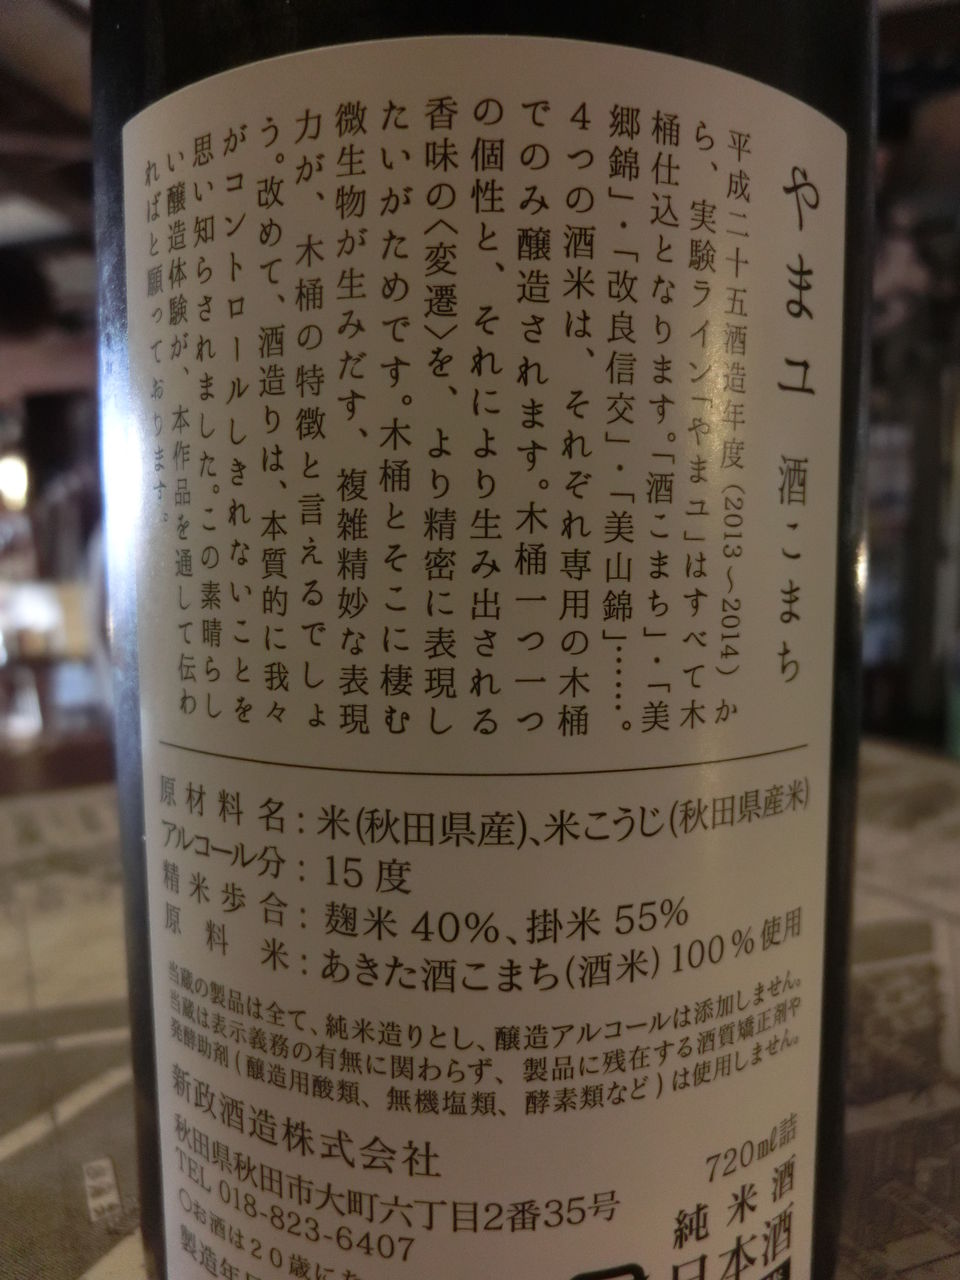 やまユ 酒こまち
平成二十五酒造年度（2013～2014）か
ら、実験ライン「やまユ」はすべて木
桶仕込となります。「酒こまち」・「美
郷錦」・「改良信交」・「美山錦」……。
4つの酒米は、それぞれ専用の木桶
でのみ醸造されます。木桶一つ一つ
の個性と、それにより生み出される
香味の〈変遷〉を、より精密に表現し
たいがためです。木桶とそこに棲む
微生物が生みだす、複雑精妙な表現
力が、木桶の特徴と言えるでしょ
う。改めて、酒造りは、本質的に我々
がコントロールしきれないことを
思い知らされました。この素晴らし
い醸造体験が、本作品を通して伝わ
ればと願っております。
原材料名：米(秋田県産)、米こうじ(秋田県産米)
アルコール分：15度
精米歩合：麹米 40%、掛米 55%
原料米：あきた酒こまち(酒米) 100%使用
当蔵の製品は全て、純米造りとし、醸造アルコールは添加しません。
当蔵は表示義務の有無に関わらず、製品に残在する酒質矯正剤や
発酵助剤(醸造用酸類、無機塩類、酵素類など)は使用しません。
新政酒造株式会社
秋田県秋田市大町六丁目2番35号
TEL 018-823-6407
○お酒は20歳に
製造年
720mℓ詰
純米酒
日本酒